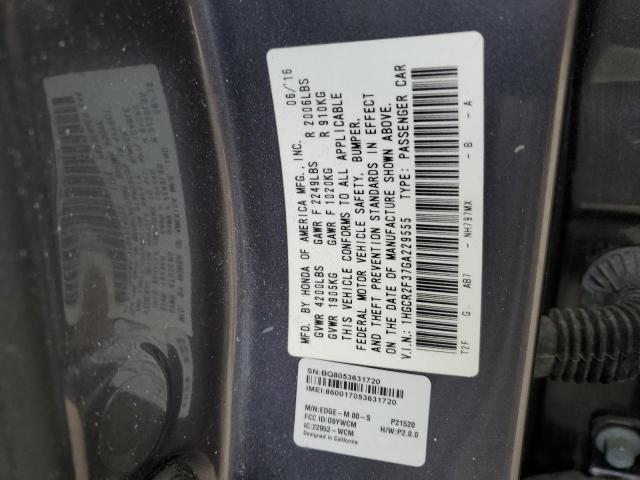 MFD. BY HONDA OF AMERICA MFG., INC. 06/16
GVWR 4200LBS GAWR F 2249LBS R 2006LBS
GVWR 1905KG GAWR F 1020KG R 910KG
THIS VEHICLE CONFORMS TO ALL APPLICABLE
FEDERAL MOTOR VEHICLE SAFETY, BUMPER,
AND THEFT PREVENTION STANDARDS IN EFFECT
ON THE DATE OF MANUFACTURE SHOWN ABOVE.
V.I.N.: 1HGCR2F37GA229555 TYPE: PASSENGER CAR
T2F G. AB7 - NH797MX - B - A
SN:BQ8053631720
IMEI:860017053631720
M/N:EDGE-M 00-S P21520
FCC ID:O9YWCM H/W:P2.0.0
IC:22952-WCM
Designed in California